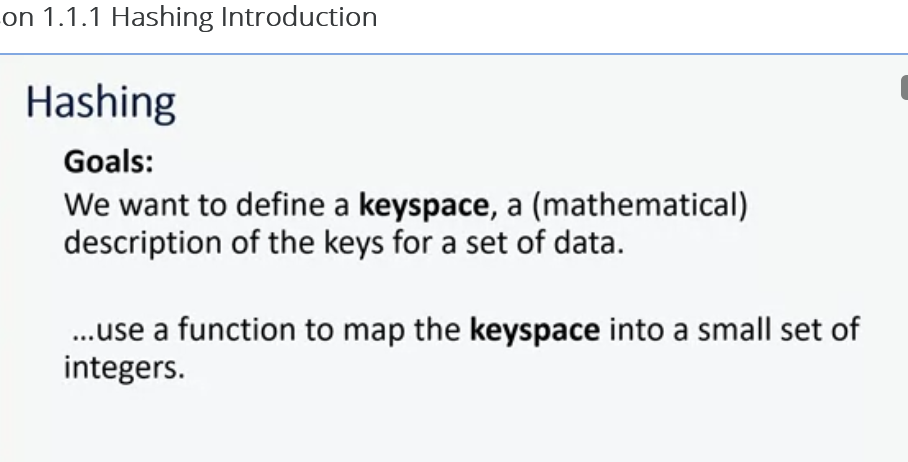 on 1.1.1 Hashing Introduction
Hashing
Goals:
We want to define a keyspace, a (mathematical)
description of the keys for a set of data.
...use a function to map the keyspace into a small set of
integers.